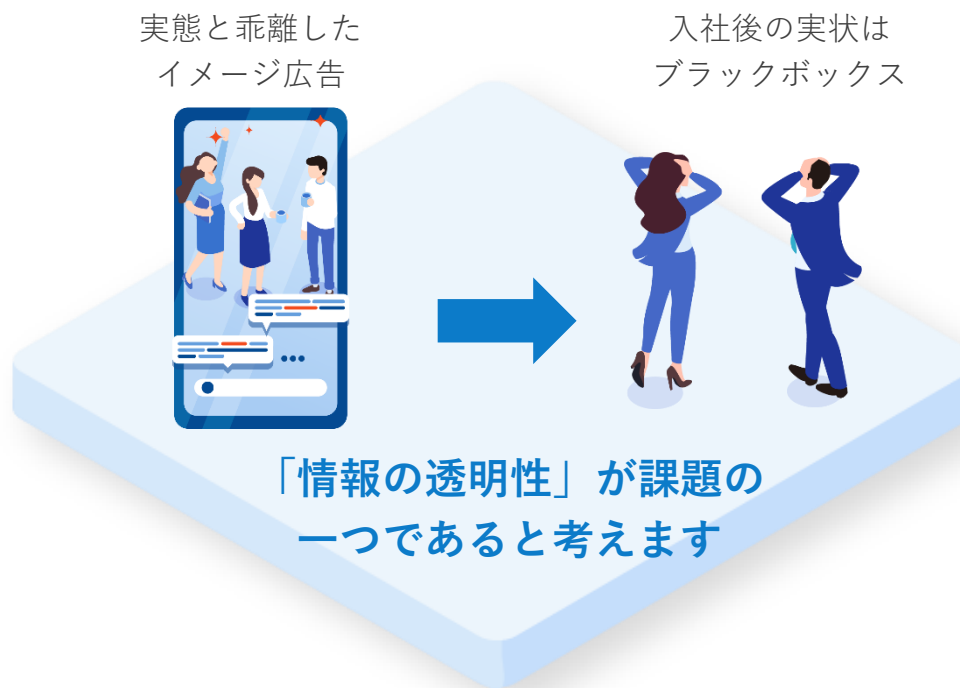 実態と乖離した
イメージ広告
入社後の実状は
ブラックボックス
「情報の透明性」が課題の
一つであると考えます